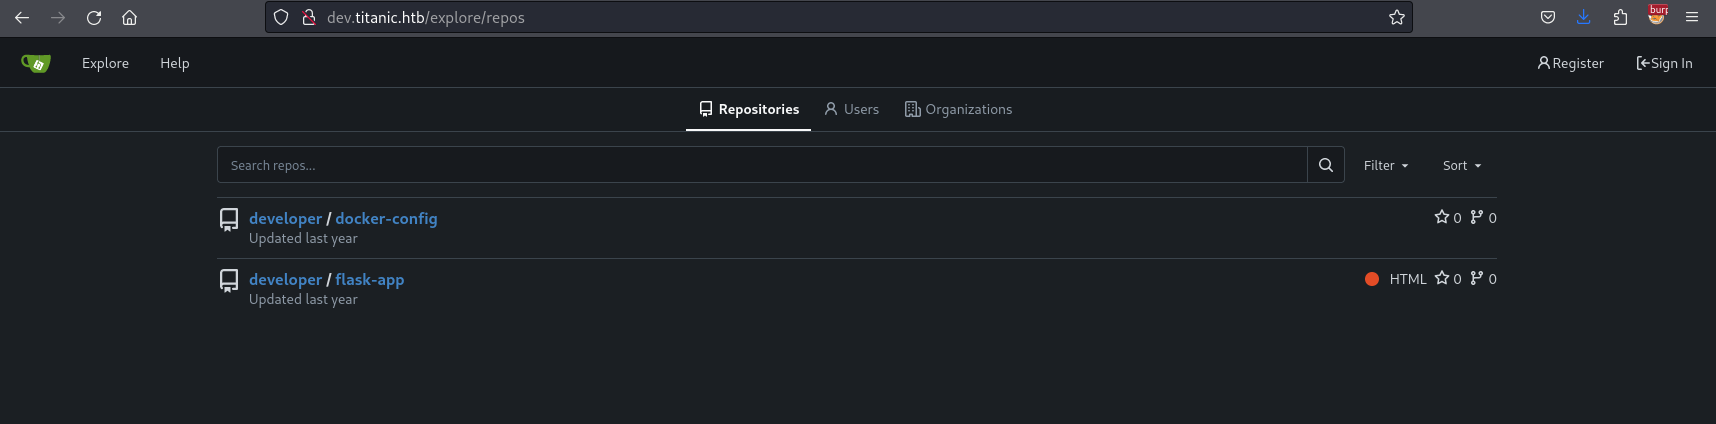 dev.titanic.htb/explore/repos
burp
Explore Help Register Sign In
Repositories Users Organizations
Search repos... Filter Sort
developer / docker-config 0 0
Updated last year
developer / flask-app HTML 0 0
Updated last year